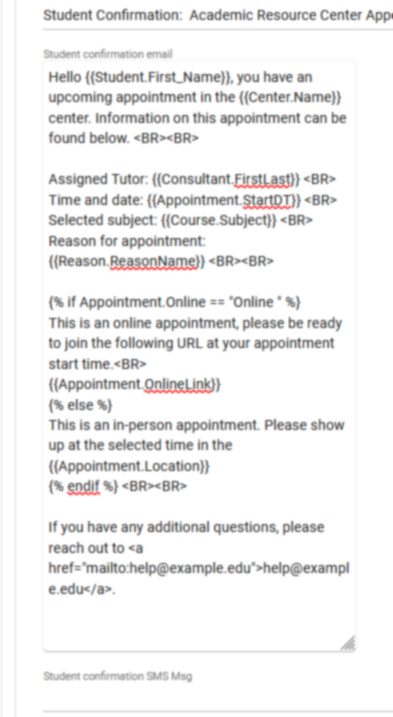 Student Confirmation: Academic Resource Center Appe
Student confirmation email
Hello {{Student.First_Name}}, you have an
upcoming appointment in the {{Center.Name}}
center. Information on this appointment can be
found below. <BR><BR>
Assigned Tutor: {{Consultant.FirstLast}} <BR>
Time and date: {{Appointment.StartDT}} <BR>
Selected subject: {{Course.Subject}} <BR>
Reason for appointment:
{{Reason.ReasonName}} <BR><BR>
{% if Appointment.Online == "Online " %}
This is an online appointment, please be ready
to join the following URL at your appointment
start time.<BR>
{{Appointment.OnlineLink}}
{% else %}
This is an in-person appointment. Please show
up at the selected time in the
{{Appointment.Location}}
{% endif %} <BR><BR>
If you have any additional questions, please
reach out to <a
href="mailto:help@example.edu">help@exampl
e.edu</a>.
Student confirmation SMS Msg